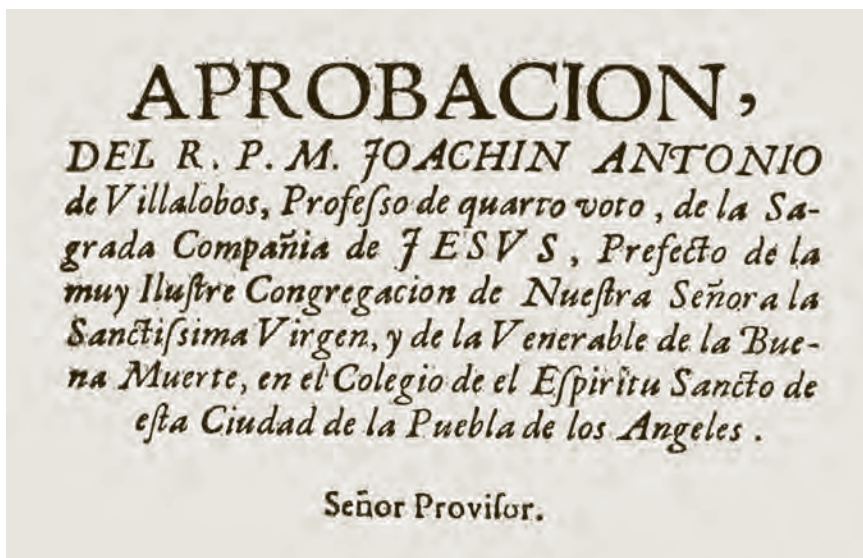 APROBACION,
DEL R. P. M. JOACHIN ANTONIO
de Villalobos, Profeſso de quarto voto, de la Sa-
grada Compañia de JESVS, Prefecto de la
muy Iluſtre Congregacion de Nueſtra Señora la
Sanctiſsima Virgen, y de la Venerable de la Bue-
na Muerte, en el Colegio de el Eſpiritu Sancto de
eſta Ciudad de la Puebla de los Angeles.
Señor Proviſor.